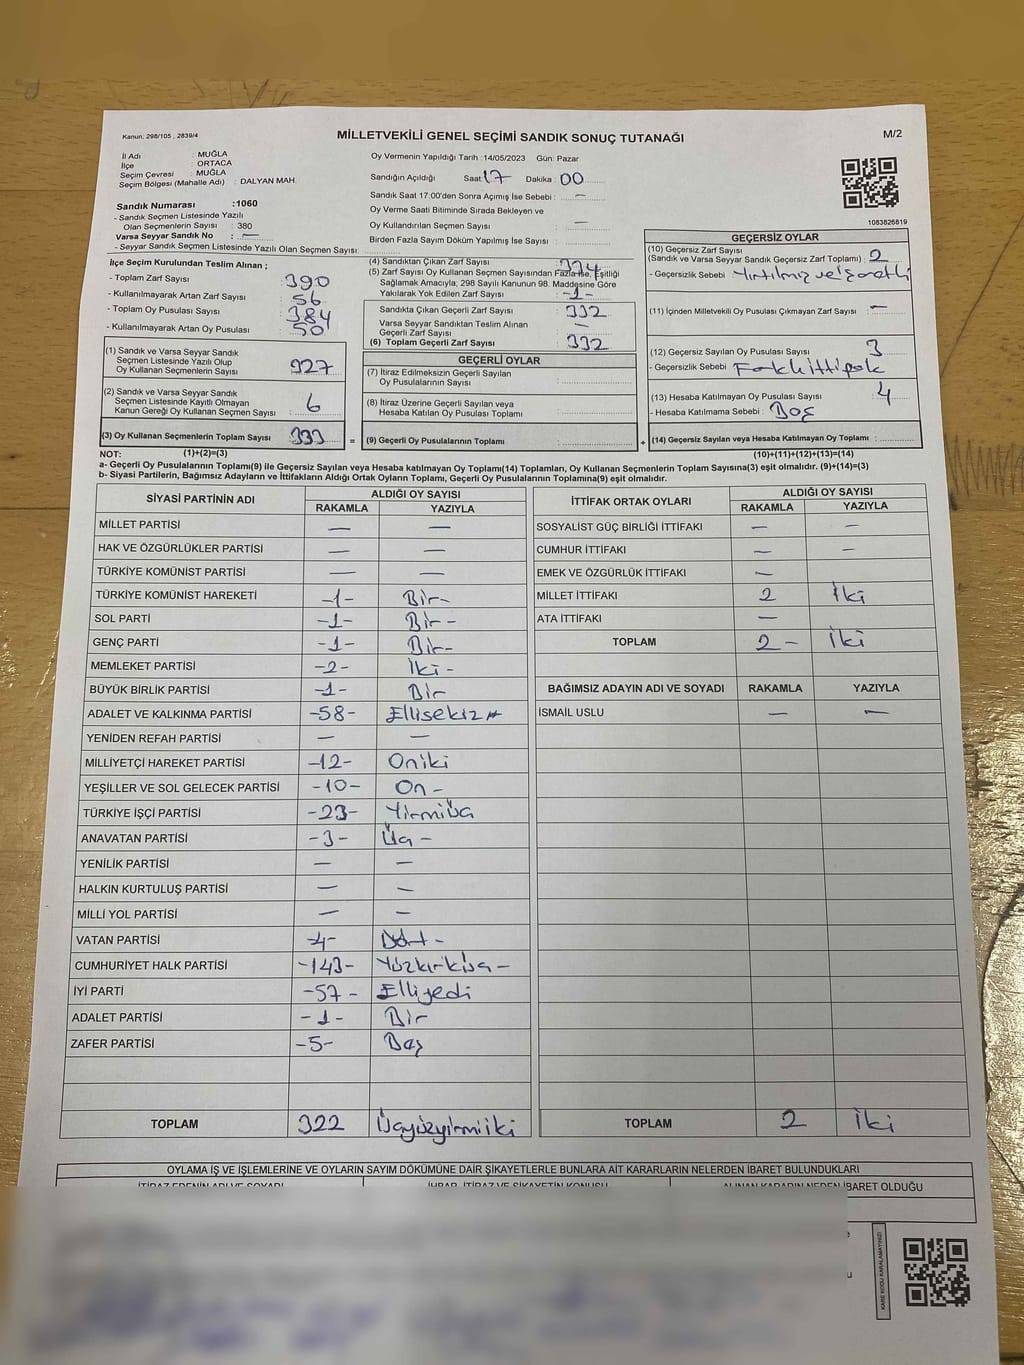 Kanun; 298/105 , 2839/4
MİLLETVEKİLİ GENEL SEÇİMİ SANDIK SONUÇ TUTANAĞI
M/2
İl Adı : MUĞLA
İlçe : ORTACA
Seçim Çevresi : MUĞLA
Seçim Bölgesi (Mahalle Adı) : DALYAN MAH.
Sandık Numarası :1060
- Sandık Seçmen Listesinde Yazılı
Olan Seçmenlerin Sayısı : 380
Varsa Seyyar Sandık No : —
- Seyyar Sandık Seçmen Listesinde Yazılı Olan Seçmen Sayısı:
Oy Vermenin Yapıldığı Tarih : 14/05/2023 Gün: Pazar
Sandığın Açıldığı Saat: 17 Dakika : 00
Sandık Saat 17:00'den Sonra Açımış İse Sebebi : —
Oy Verme Saati Bitiminde Sırada Bekleyen ve
Oy Kullandırılan Seçmen Sayısı : —
Birden Fazla Sayım Döküm Yapılmış İse Sayısı :
1083826819
İlçe Seçim Kurulundan Teslim Alınan ;
- Toplam Zarf Sayısı : 390
- Kullanılmayarak Artan Zarf Sayısı : 56
- Toplam Oy Pusulası Sayısı : 384
- Kullanılmayarak Artan Oy Pusulası : 50
(1) Sandık ve Varsa Seyyar Sandık
Seçmen Listesinde Yazılı Olup
Oy Kullanan Seçmenlerin Sayısı : 327
(2) Sandık ve Varsa Seyyar Sandık
Seçmen Listesinde Kayıtlı Olmayan
Kanun Gereği Oy Kullanan Seçmen Sayısı : 6
(3) Oy Kullanan Seçmenlerin Toplam Sayısı : 333
(4) Sandıktan Çıkan Zarf Sayısı : 334
(5) Zarf Sayısı Oy Kullanan Seçmen Sayısından Fazla İse, Eşitliği
Sağlamak Amacıyla; 298 Sayılı Kanunun 98. Maddesine Göre
Yakılarak Yok Edilen Zarf Sayısı : -1-
Sandıkta Çıkan Geçerli Zarf Sayısı : 332
Varsa Seyyar Sandıktan Teslim Alınan
Geçerli Zarf Sayısı : —
(6) Toplam Geçerli Zarf Sayısı : 332
GEÇERLİ OYLAR
(7) İtiraz Edilmeksizin Geçerli Sayılan
Oy Pusulalarının Sayısı :
(8) İtiraz Üzerine Geçerli Sayılan veya
Hesaba Katılan Oy Pusulası Toplamı :
= (9) Geçerli Oy Pusulalarının Toplamı :
GEÇERSİZ OYLAR
(10) Geçersiz Zarf Sayısı
(Sandık ve Varsa Seyyar Sandık Geçersiz Zarf Toplamı) : 2
- Geçersizlik Sebebi : Yırtılmış ve İşaretli
(11) İçinden Milletvekili Oy Pusulası Çıkmayan Zarf Sayısı : —
(12) Geçersiz Sayılan Oy Pusulası Sayısı : 3
- Geçersizlik Sebebi : Farklı ittifak
(13) Hesaba Katılmayan Oy Pusulası Sayısı : 4
- Hesaba Katılmama Sebebi : Boş
+ (14) Geçersiz Sayılan veya Hesaba Katılmayan Oy Toplamı :
NOT: (1)+(2)=(3) (10)+(11)+(12)+(13)=(14)
a- Geçerli Oy Pusulalarının Toplamı(9) ile Geçersiz Sayılan veya Hesaba katılmayan Oy Toplamı(14) Toplamları, Oy Kullanan Seçmenlerin Toplam Sayısına(3) eşit olmalıdır. (9)+(14)=(3)
b- Siyasi Partilerin, Bağımsız Adayların ve İttifakların Aldığı Oyların Toplamı, Geçerli Oy Pusulalarının Toplamına(9) eşit olmalıdır.
SİYASİ PARTİNİN ADI ALDIĞI OY SAYISI
RAKAMLA YAZIYLA
MİLLET PARTİSİ — —
HAK VE ÖZGÜRLÜKLER PARTİSİ — —
TÜRKİYE KOMÜNİST PARTİSİ — —
TÜRKİYE KOMÜNİST HAREKETİ -1- Bir-
SOL PARTİ -1- Bir-
GENÇ PARTİ -1- Bir-
MEMLEKET PARTİSİ -2- İki-
BÜYÜK BİRLİK PARTİSİ -1- Bir
ADALET VE KALKINMA PARTİSİ -58- Ellisekiz
YENİDEN REFAH PARTİSİ — —
MİLLİYETÇİ HAREKET PARTİSİ -12- Oniki
YEŞİLLER VE SOL GELECEK PARTİSİ -10- On-
TÜRKİYE İŞÇİ PARTİSİ -23- Yirmiüç
ANAVATAN PARTİSİ -3- Üç-
YENİLİK PARTİSİ — —
HALKIN KURTULUŞ PARTİSİ — —
MİLLİ YOL PARTİSİ — —
VATAN PARTİSİ -4- Dört-
CUMHURİYET HALK PARTİSİ -143- Yüzkırküç-
İYİ PARTİ -57- Elliyedi
ADALET PARTİSİ -1- Bir
ZAFER PARTİSİ -5- Beş
TOPLAM 322 Üçyüzyirmiiki
İTTİFAK ORTAK OYLARI ALDIĞI OY SAYISI
RAKAMLA YAZIYLA
SOSYALİST GÜÇ BİRLİĞİ İTTİFAKI — —
CUMHUR İTTİFAKI — —
EMEK VE ÖZGÜRLÜK İTTİFAKI —
MİLLET İTTİFAKI 2 İki
ATA İTTİFAKI —
TOPLAM 2- İki
BAĞIMSIZ ADAYIN ADI VE SOYADI RAKAMLA YAZIYLA
İSMAİL USLU — —
TOPLAM 2 İki
OYLAMA İŞ VE İŞLEMLERİNE VE OYLARIN SAYIM DÖKÜMÜNE DAİR ŞİKAYETLERLE BUNLARA AİT KARARLARIN NELERDEN İBARET BULUNDUKLARI
İTİRAZ EDENİN ADI VE SOYADI İHBAR, İTİRAZ VE ŞİKAYETİN KONUSU ALINAN KARARIN NEDEN İBARET OLDUĞU
KARE KODU KARALAMAYINIZ!